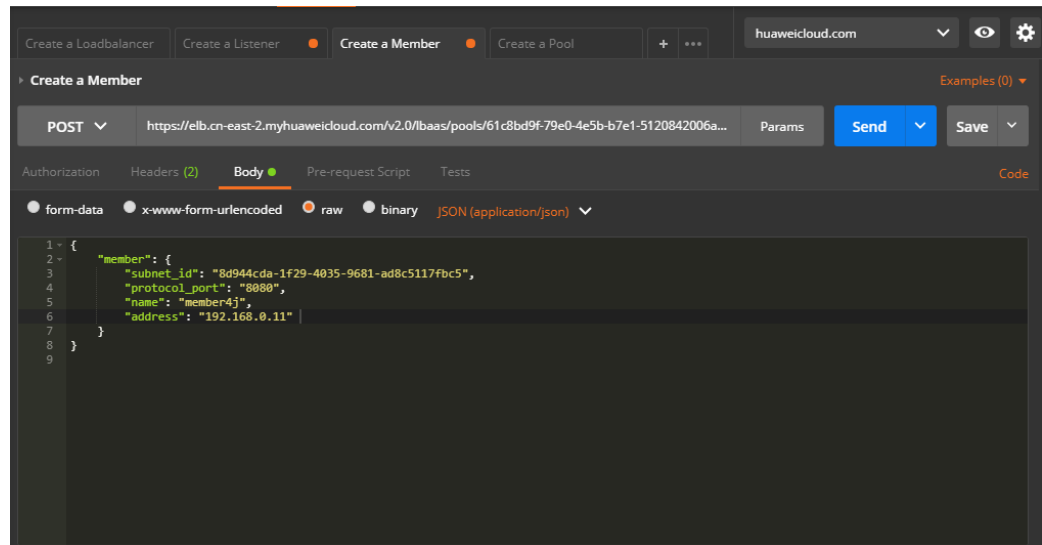 Create a Loadbalancer Create a Listener Create a Member Create a Pool + ••• huaweicloud.com
Create a Member Examples (0)
POST https://elb.cn-east-2.myhuaweicloud.com/v2.0/lbaas/pools/61c8bd9f-79e0-4e5b-b7e1-5120842006a... Params Send Save
Authorization Headers (2) Body Pre-request Script Tests Code
form-data x-www-form-urlencoded raw binary JSON (application/json)
1 {
2 "member": {
3 "subnet_id": "8d944cda-1f29-4035-9681-ad8c5117fbc5",
4 "protocol_port": "8080",
5 "name": "member4j",
6 "address": "192.168.0.11"
7 }
8 }
9